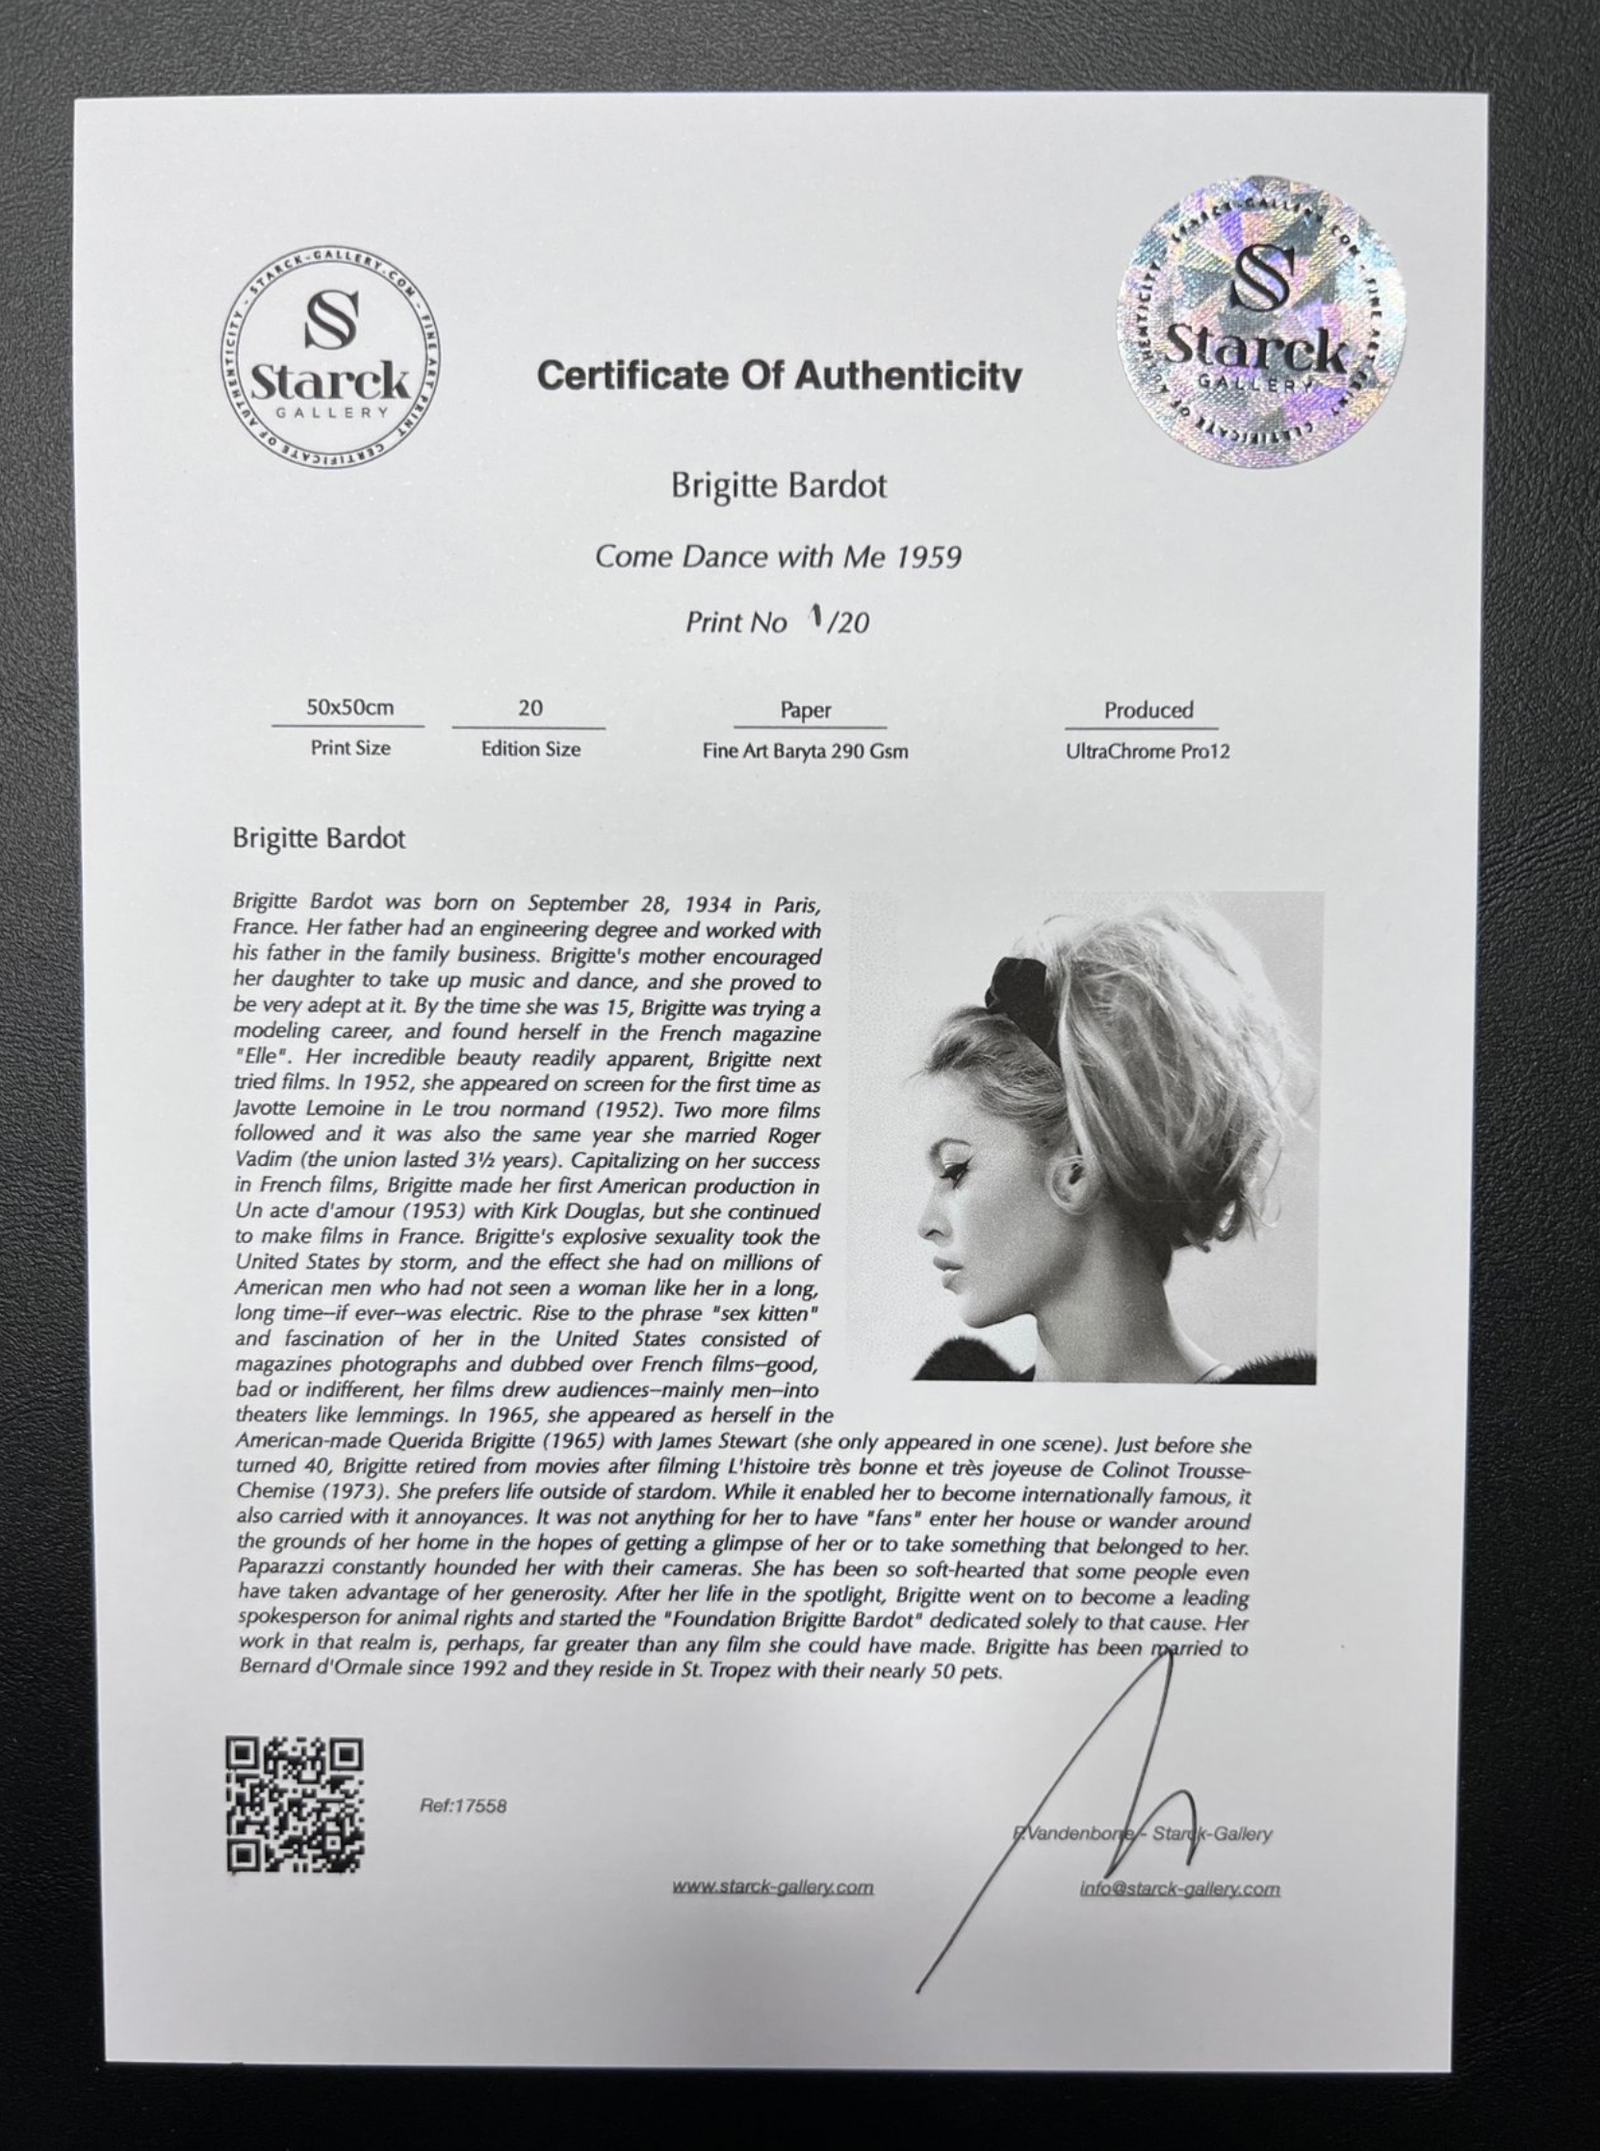 STARCK-GALLERY.COM - FINE ART PRINT - CERTIFICATE OF AUTHENTICITY -
S
Starck
GALLERY
STARCK-GALLERY.COM - FINE ART PRINT - CERTIFICATE OF AUTHENTICITY -
S
Starck
GALLERY
Certificate Of Authenticity
Brigitte Bardot
Come Dance with Me 1959
Print No 1/20
50x50cm 20 Paper Produced
Print Size Edition Size Fine Art Baryta 290 Gsm UltraChrome Pro12
Brigitte Bardot
Brigitte Bardot was born on September 28, 1934 in Paris,
France. Her father had an engineering degree and worked with
his father in the family business. Brigitte's mother encouraged
her daughter to take up music and dance, and she proved to
be very adept at it. By the time she was 15, Brigitte was trying a
modeling career, and found herself in the French magazine
"Elle". Her incredible beauty readily apparent, Brigitte next
tried films. In 1952, she appeared on screen for the first time as
Javotte Lemoine in Le trou normand (1952). Two more films
followed and it was also the same year she married Roger
Vadim (the union lasted 3½ years). Capitalizing on her success
in French films, Brigitte made her first American production in
Un acte d'amour (1953) with Kirk Douglas, but she continued
to make films in France. Brigitte's explosive sexuality took the
United States by storm, and the effect she had on millions of
American men who had not seen a woman like her in a long,
long time--if ever--was electric. Rise to the phrase "sex kitten"
and fascination of her in the United States consisted of
magazines photographs and dubbed over French films--good,
bad or indifferent, her films drew audiences--mainly men--into
theaters like lemmings. In 1965, she appeared as herself in the
American-made Querida Brigitte (1965) with James Stewart (she only appeared in one scene). Just before she
turned 40, Brigitte retired from movies after filming L'histoire très bonne et très joyeuse de Colinot Trousse-
Chemise (1973). She prefers life outside of stardom. While it enabled her to become internationally famous, it
also carried with it annoyances. It was not anything for her to have "fans" enter her house or wander around
the grounds of her home in the hopes of getting a glimpse of her or to take something that belonged to her.
Paparazzi constantly hounded her with their cameras. She has been so soft-hearted that some people even
have taken advantage of her generosity. After her life in the spotlight, Brigitte went on to become a leading
spokesperson for animal rights and started the "Foundation Brigitte Bardot" dedicated solely to that cause. Her
work in that realm is, perhaps, far greater than any film she could have made. Brigitte has been married to
Bernard d'Ormale since 1992 and they reside in St. Tropez with their nearly 50 pets.
Ref:17558
P.Vandenborre - Starck-Gallery
www.starck-gallery.com info@starck-gallery.com